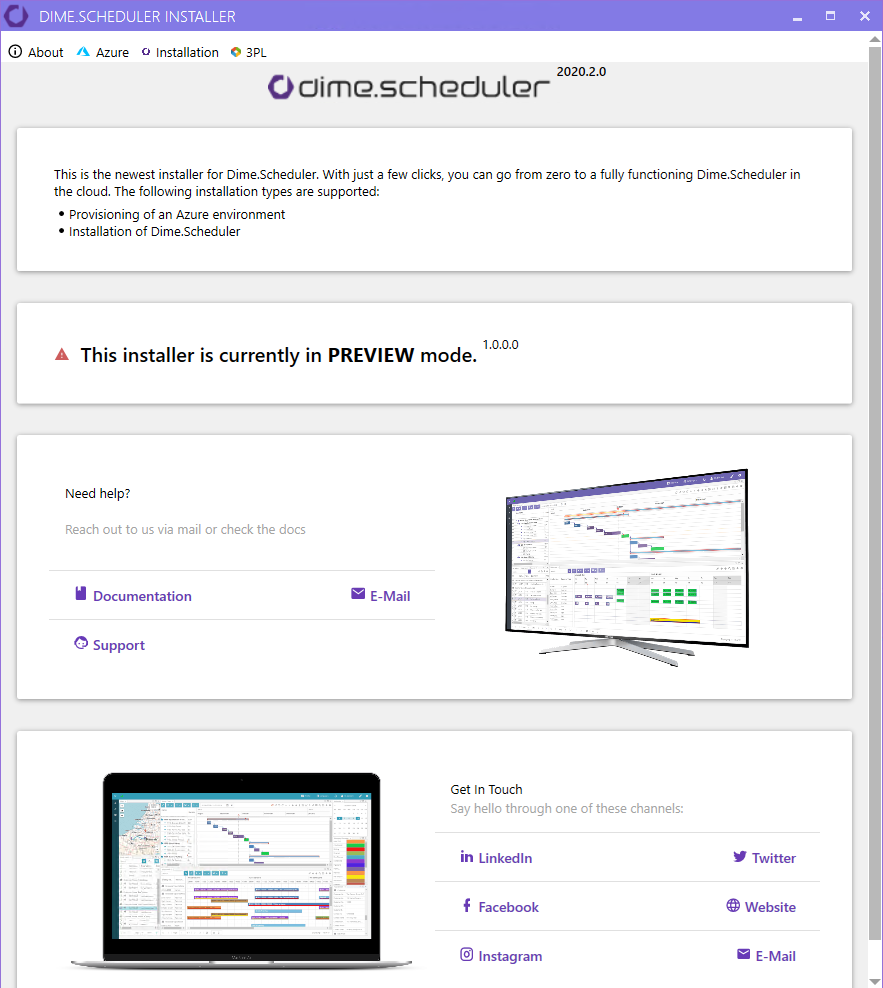 DIME.SCHEDULER INSTALLER
About Azure Installation 3PL
dime.scheduler 2020.2.0
This is the newest installer for Dime.Scheduler. With just a few clicks, you can go from zero to a fully functioning Dime.Scheduler in
the cloud. The following installation types are supported:
• Provisioning of an Azure environment
• Installation of Dime.Scheduler
This installer is currently in PREVIEW mode. 1.0.0.0
Need help?
Reach out to us via mail or check the docs
Documentation E-Mail
Support
Get In Touch
Say hello through one of these channels:
LinkedIn Twitter
Facebook Website
Instagram E-Mail